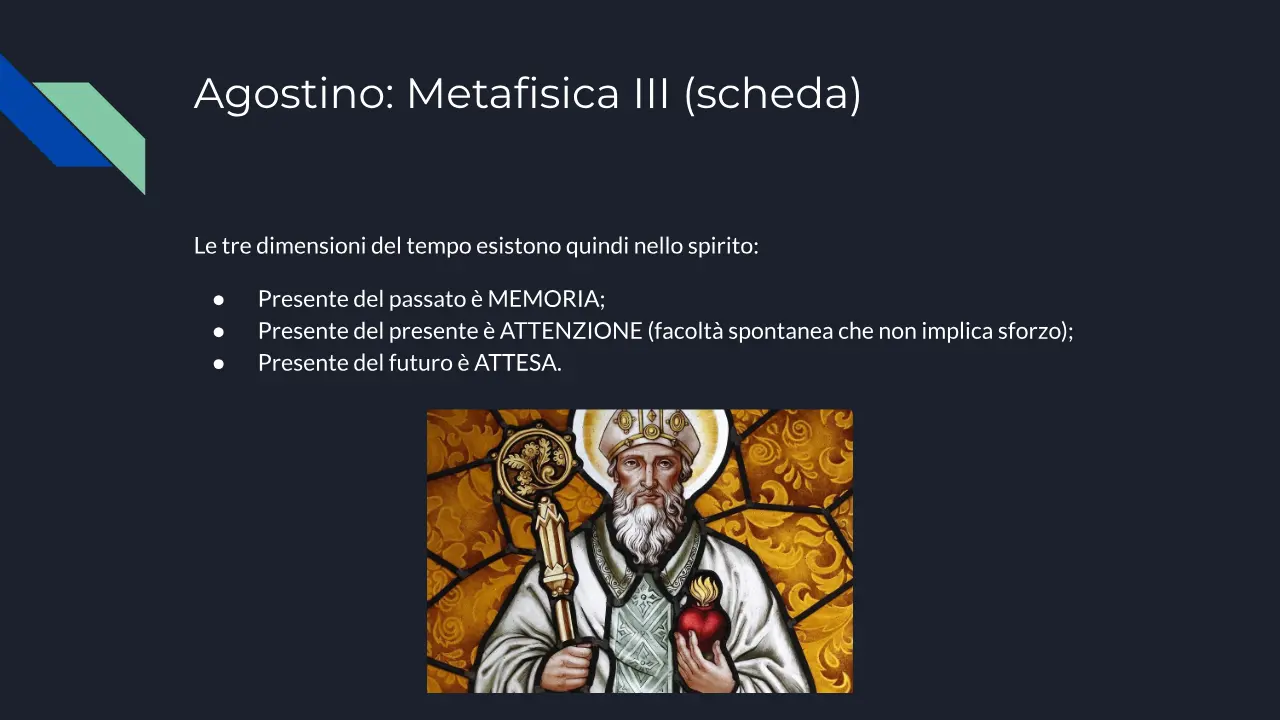 Agostino: Metafisica III (scheda)
Le tre dimensioni del tempo esistono quindi nello spirito:
● Presente del passato è MEMORIA;
● Presente del presente è ATTENZIONE (facoltà spontanea che non implica sforzo);
● Presente del futuro è ATTESA.